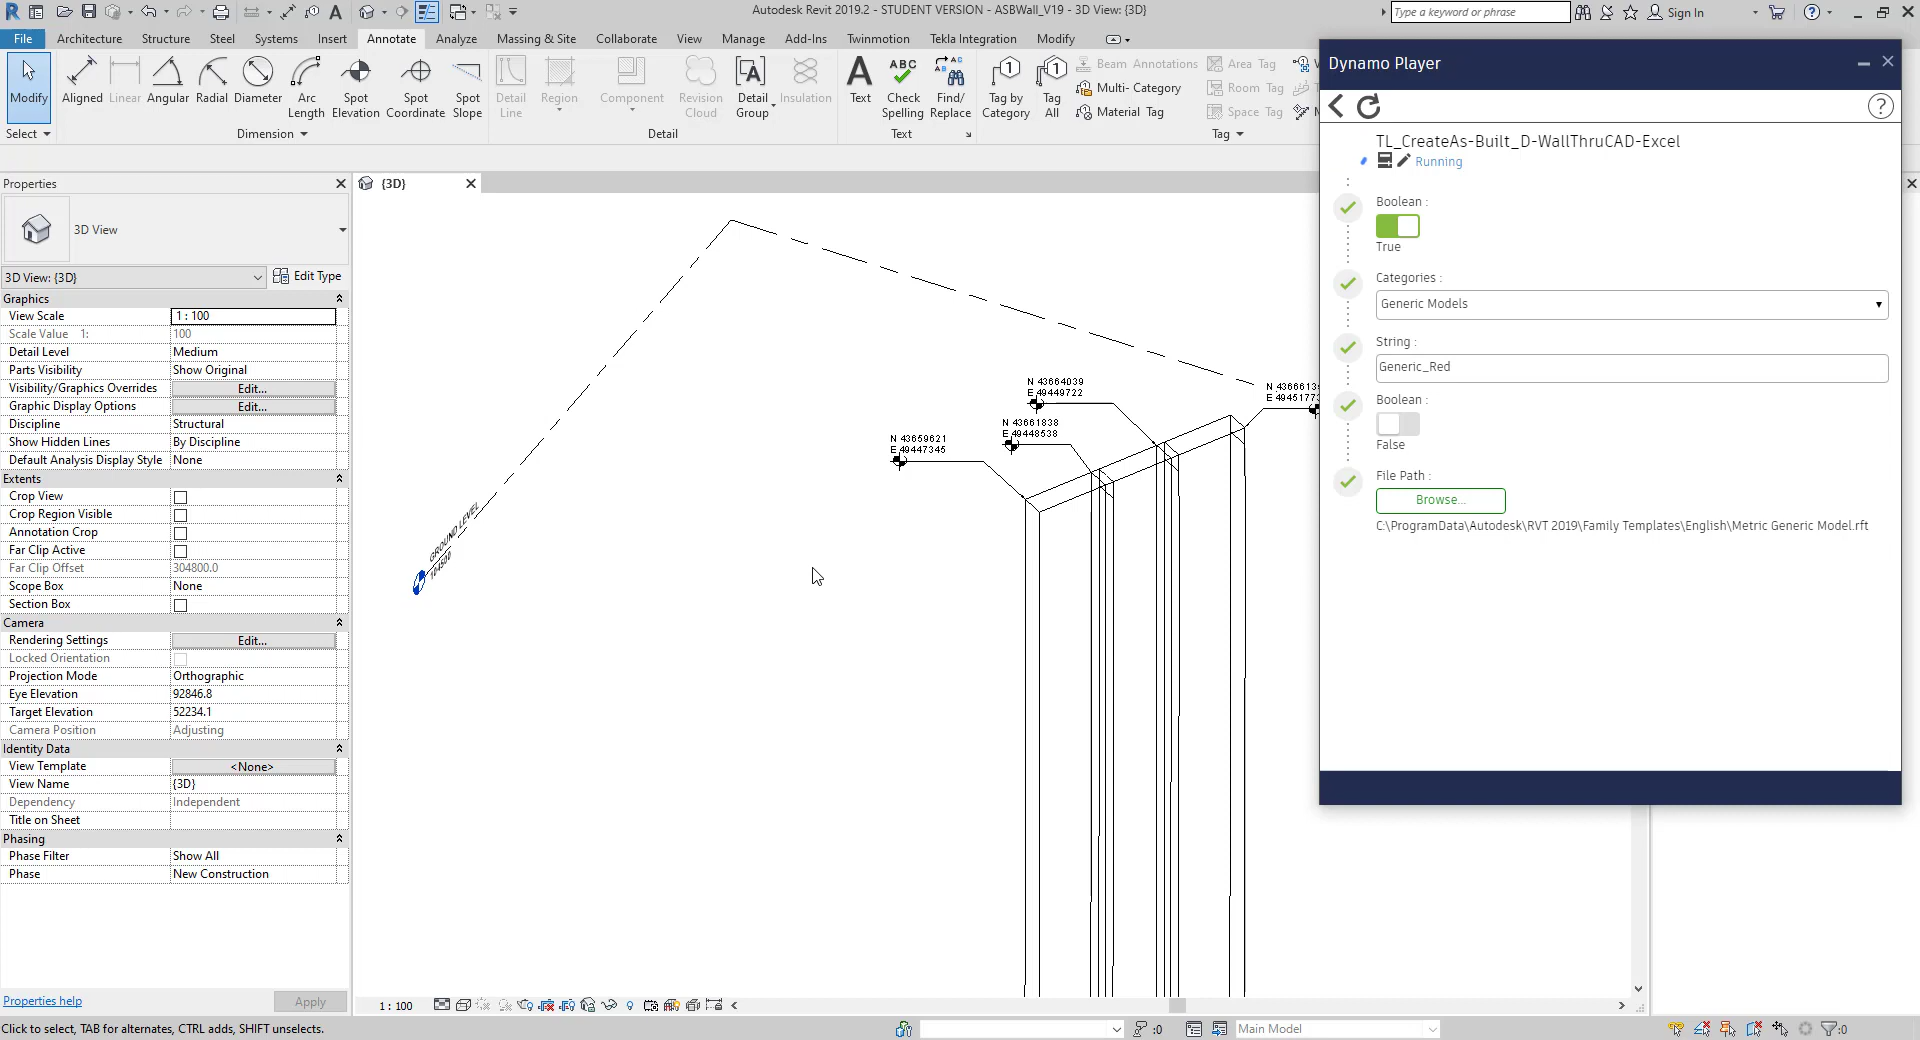 Autodesk Revit 2019.2 - STUDENT VERSION - ASBWall_V19 - 3D View: {3D}
Type a keyword or phrase
Sign In
File Architecture Structure Steel Systems Insert Annotate Analyze Massing & Site Collaborate View Manage Add-Ins Twinmotion Tekla Integration Modify
Modify
Aligned
Linear
Angular
Radial
Diameter
Arc Length
Spot Elevation
Spot Coordinate
Spot Slope
Detail Line
Region
Component
Revision Cloud
Detail Group
Insulation
Text
ABC
Check Spelling
Find/ Replace
Tag by Category
Tag All
Beam Annotations
Multi- Category
Material Tag
Area Tag
Room Tag
Space Tag
Select
Dimension
Detail
Text
Tag
Properties
3D View
3D View: {3D}
Edit Type
Graphics
View Scale 1 : 100
Scale Value 1: 100
Detail Level Medium
Parts Visibility Show Original
Visibility/Graphics Overrides Edit...
Graphic Display Options Edit...
Discipline Structural
Show Hidden Lines By Discipline
Default Analysis Display Style None
Extents
Crop View
Crop Region Visible
Annotation Crop
Far Clip Active
Far Clip Offset 304800.0
Scope Box None
Section Box
Camera
Rendering Settings Edit...
Locked Orientation
Projection Mode Orthographic
Eye Elevation 92846.8
Target Elevation 52234.1
Camera Position Adjusting
Identity Data
View Template <None>
View Name {3D}
Dependency Independent
Title on Sheet
Phasing
Phase Filter Show All
Phase New Construction
Properties help
Apply
{3D}
GROUND LEVEL
104500
N 43659621
E 49447345
N 43661838
E 49448538
N 43664039
E 49449722
N 4366613
E 4945177
Dynamo Player
TL_CreateAs-Built_D-WallThruCAD-Excel
Running
Boolean :
True
Categories :
Generic Models
String :
Generic_Red
Boolean :
False
File Path :
Browse...
C:\ProgramData\Autodesk\RVT 2019\Family Templates\English\Metric Generic Model.rft
1 : 100
Click to select, TAB for alternates, CTRL adds, SHIFT unselects.
:0
Main Model
:0